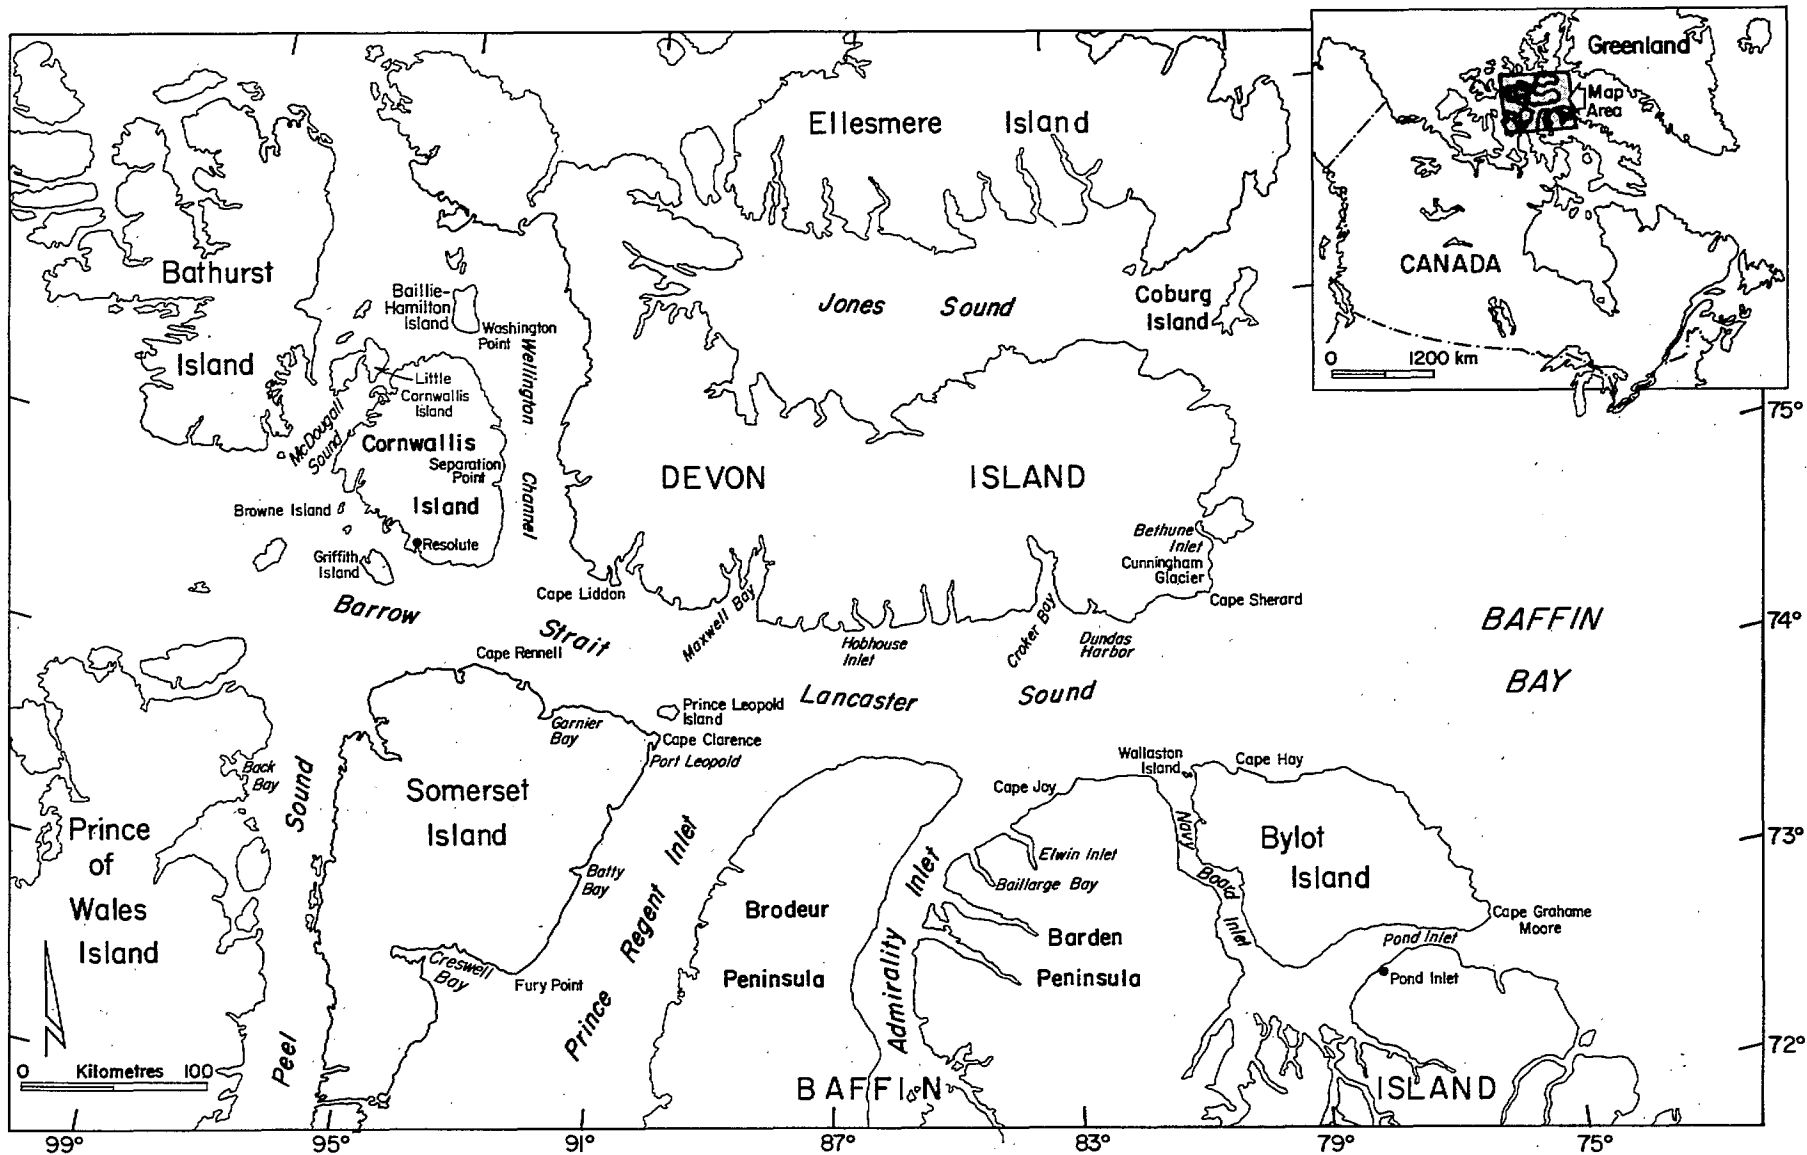 Greenland
Map
Area
CANADA
0 1200 km
Ellesmere Island
Bathurst
Island
Baillie-
Hamilton
Island
Washington
Point
Jones Sound
Coburg
Island
Wellington Channel
Little
Cornwallis
Island
McDougall
Sound
Cornwallis
Separation
Point
Island
DEVON ISLAND
Browne Island
Resolute
Griffith
Island
Bethune
Inlet
Cunningham
Glacier
Cape Sherard
Cape Liddon
Barrow
Strait
Maxwell Bay
Hobhouse
Inlet
Croker Bay
Dundas
Harbor
BAFFIN
BAY
Cape Rennell
Lancaster Sound
Prince Leopold
Island
Garnier
Bay
Cape Clarence
Port Leopold
Wallaston
Island
Cape Hay
Back
Bay
Cape Joy
Somerset
Island
Peel Sound
Prince
of
Wales
Island
Navy
Board
Inlet
Bylot
Island
Elwin Inlet
Baillarge Bay
Batty
Bay
Prince Regent Inlet
Brodeur
Peninsula
Admirality Inlet
Barden
Peninsula
Cape Grahame
Moore
Pond Inlet
Pond Inlet
Creswell
Bay
Fury Point
N
0 Kilometres 100
BAFFIN ISLAND
75°
74°
73°
72°
99° 95° 91° 87° 83° 79° 75°